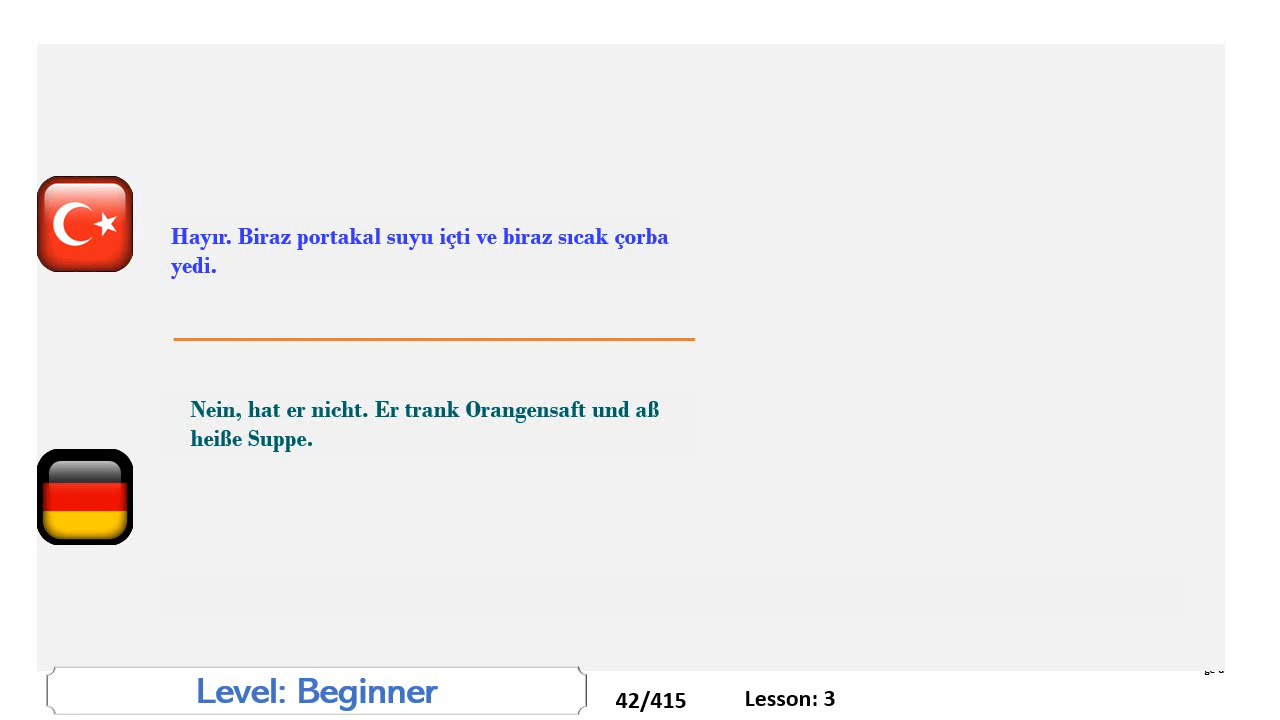 Hayır. Biraz portakal suyu içti ve biraz sıcak çorba
yedi.
Nein, hat er nicht. Er trank Orangensaft und aß
heiße Suppe.
Level: Beginner
42/415
Lesson: 3